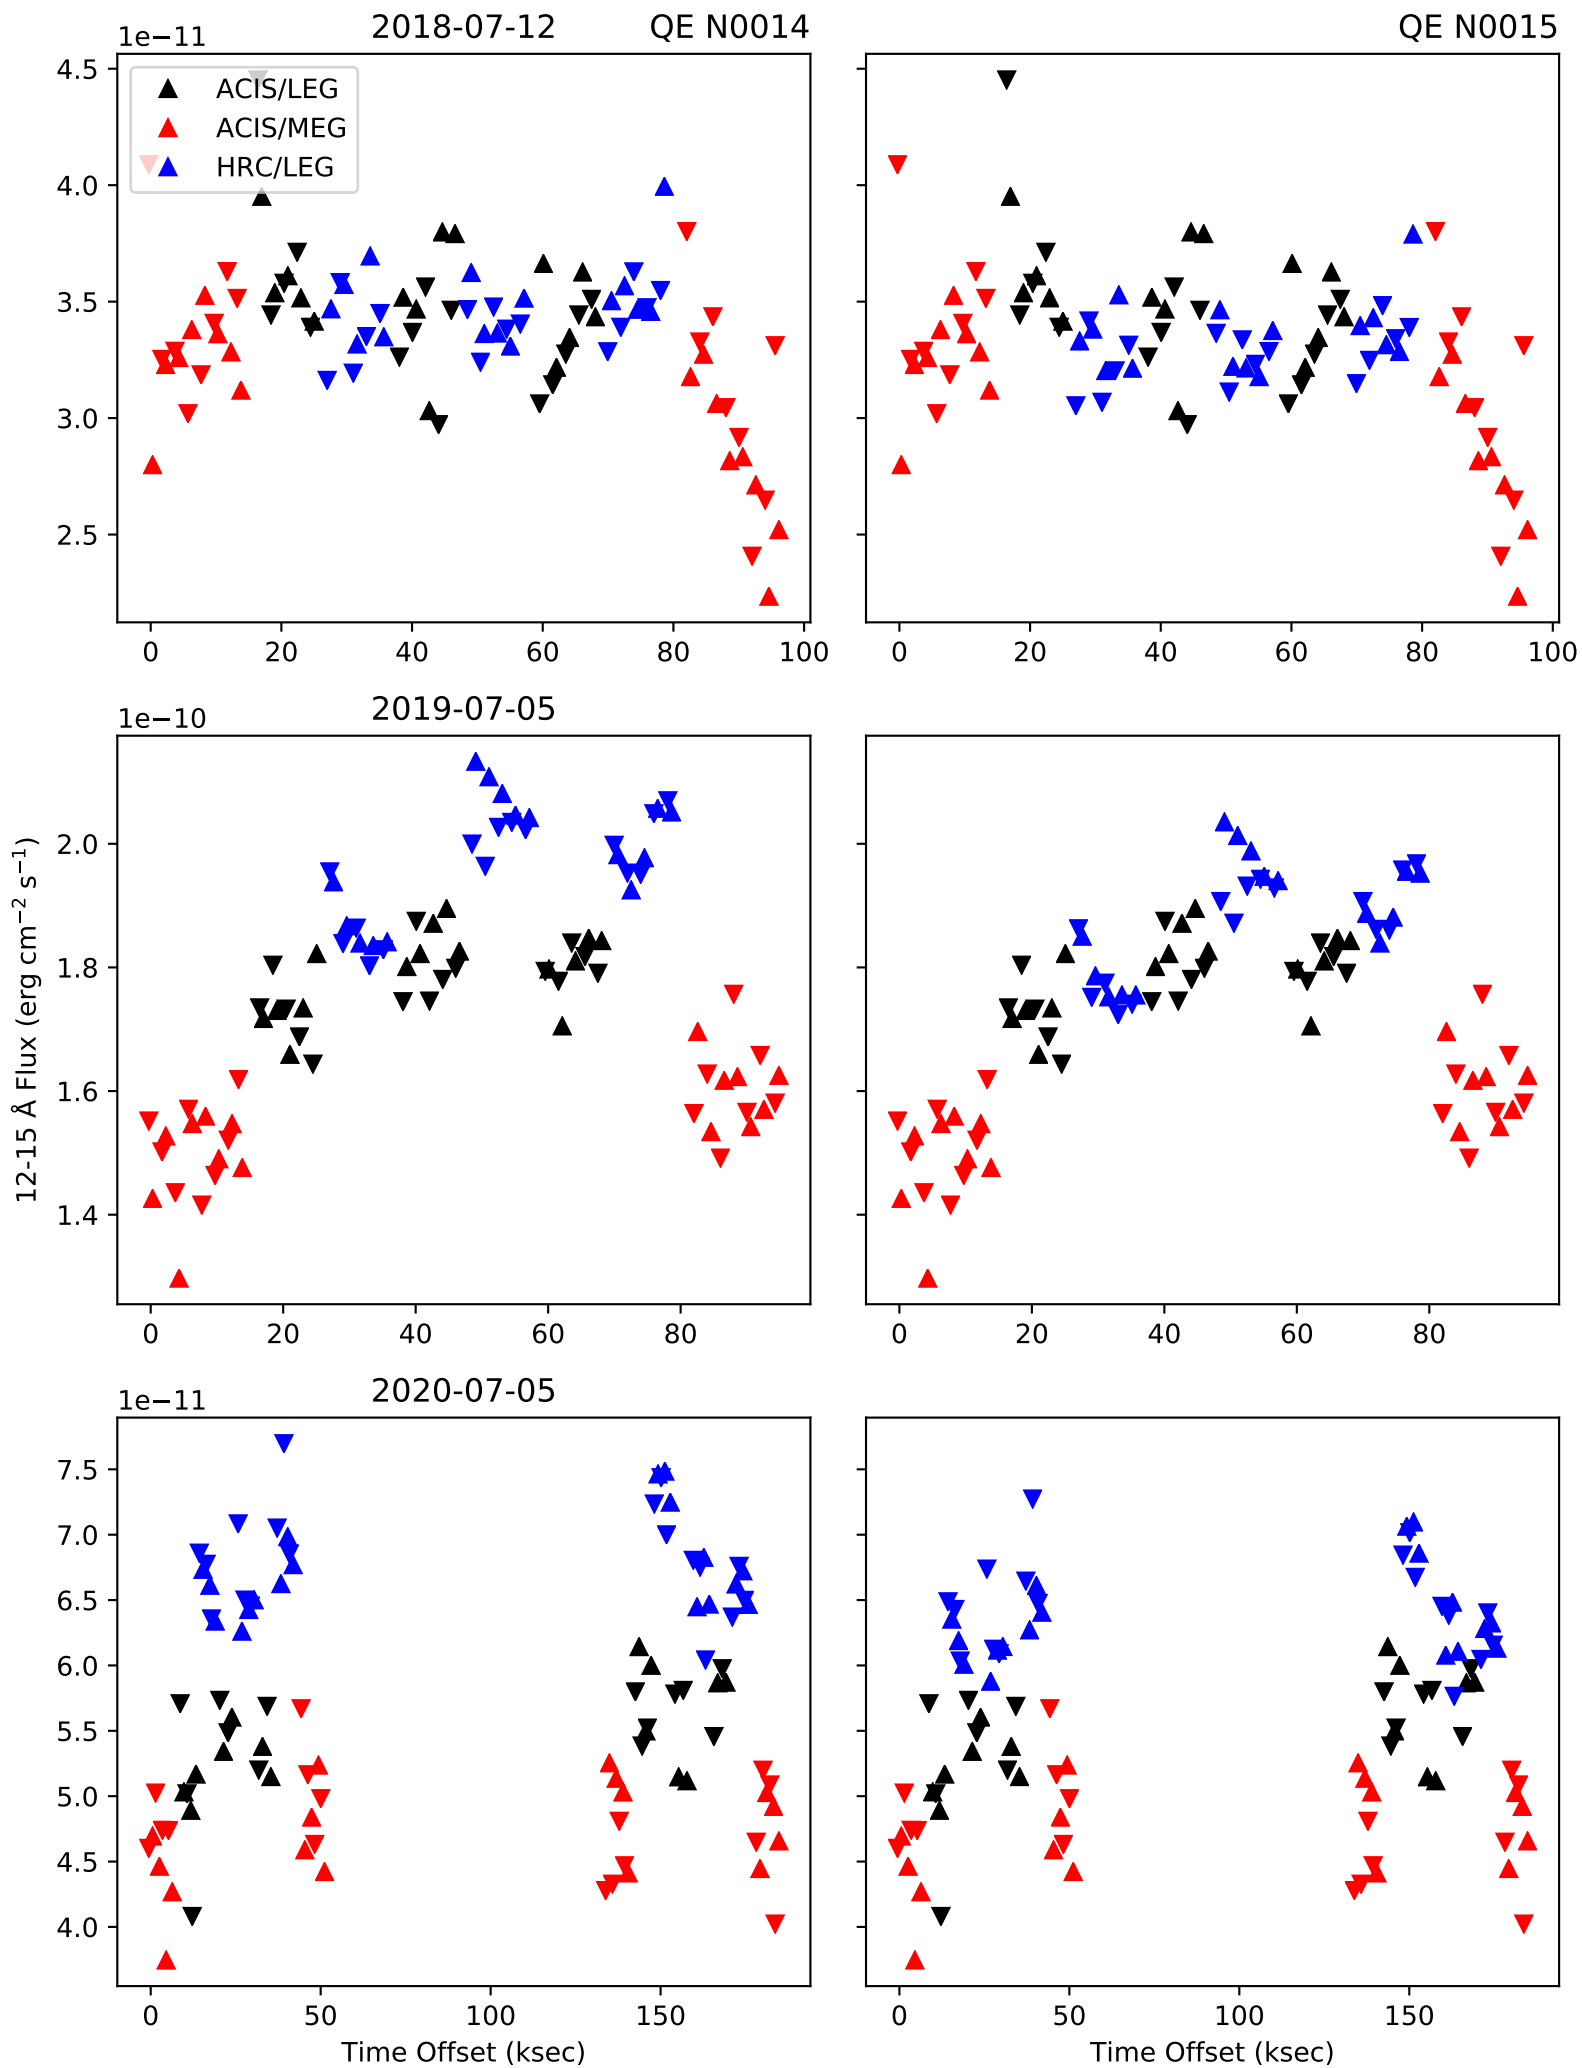 1e−11 2018-07-12 QE N0014 QE N0015
ACIS/LEG
ACIS/MEG
HRC/LEG
4.5
4.0
3.5
3.0
2.5
0 20 40 60 80 100 0 20 40 60 80 100
1e−10 2019-07-05
12-15 Å Flux (erg cm⁻² s⁻¹)
2.0
1.8
1.6
1.4
0 20 40 60 80 0 20 40 60 80
1e−11 2020-07-05
7.5
7.0
6.5
6.0
5.5
5.0
4.5
4.0
0 50 100 150 0 50 100 150
Time Offset (ksec) Time Offset (ksec)